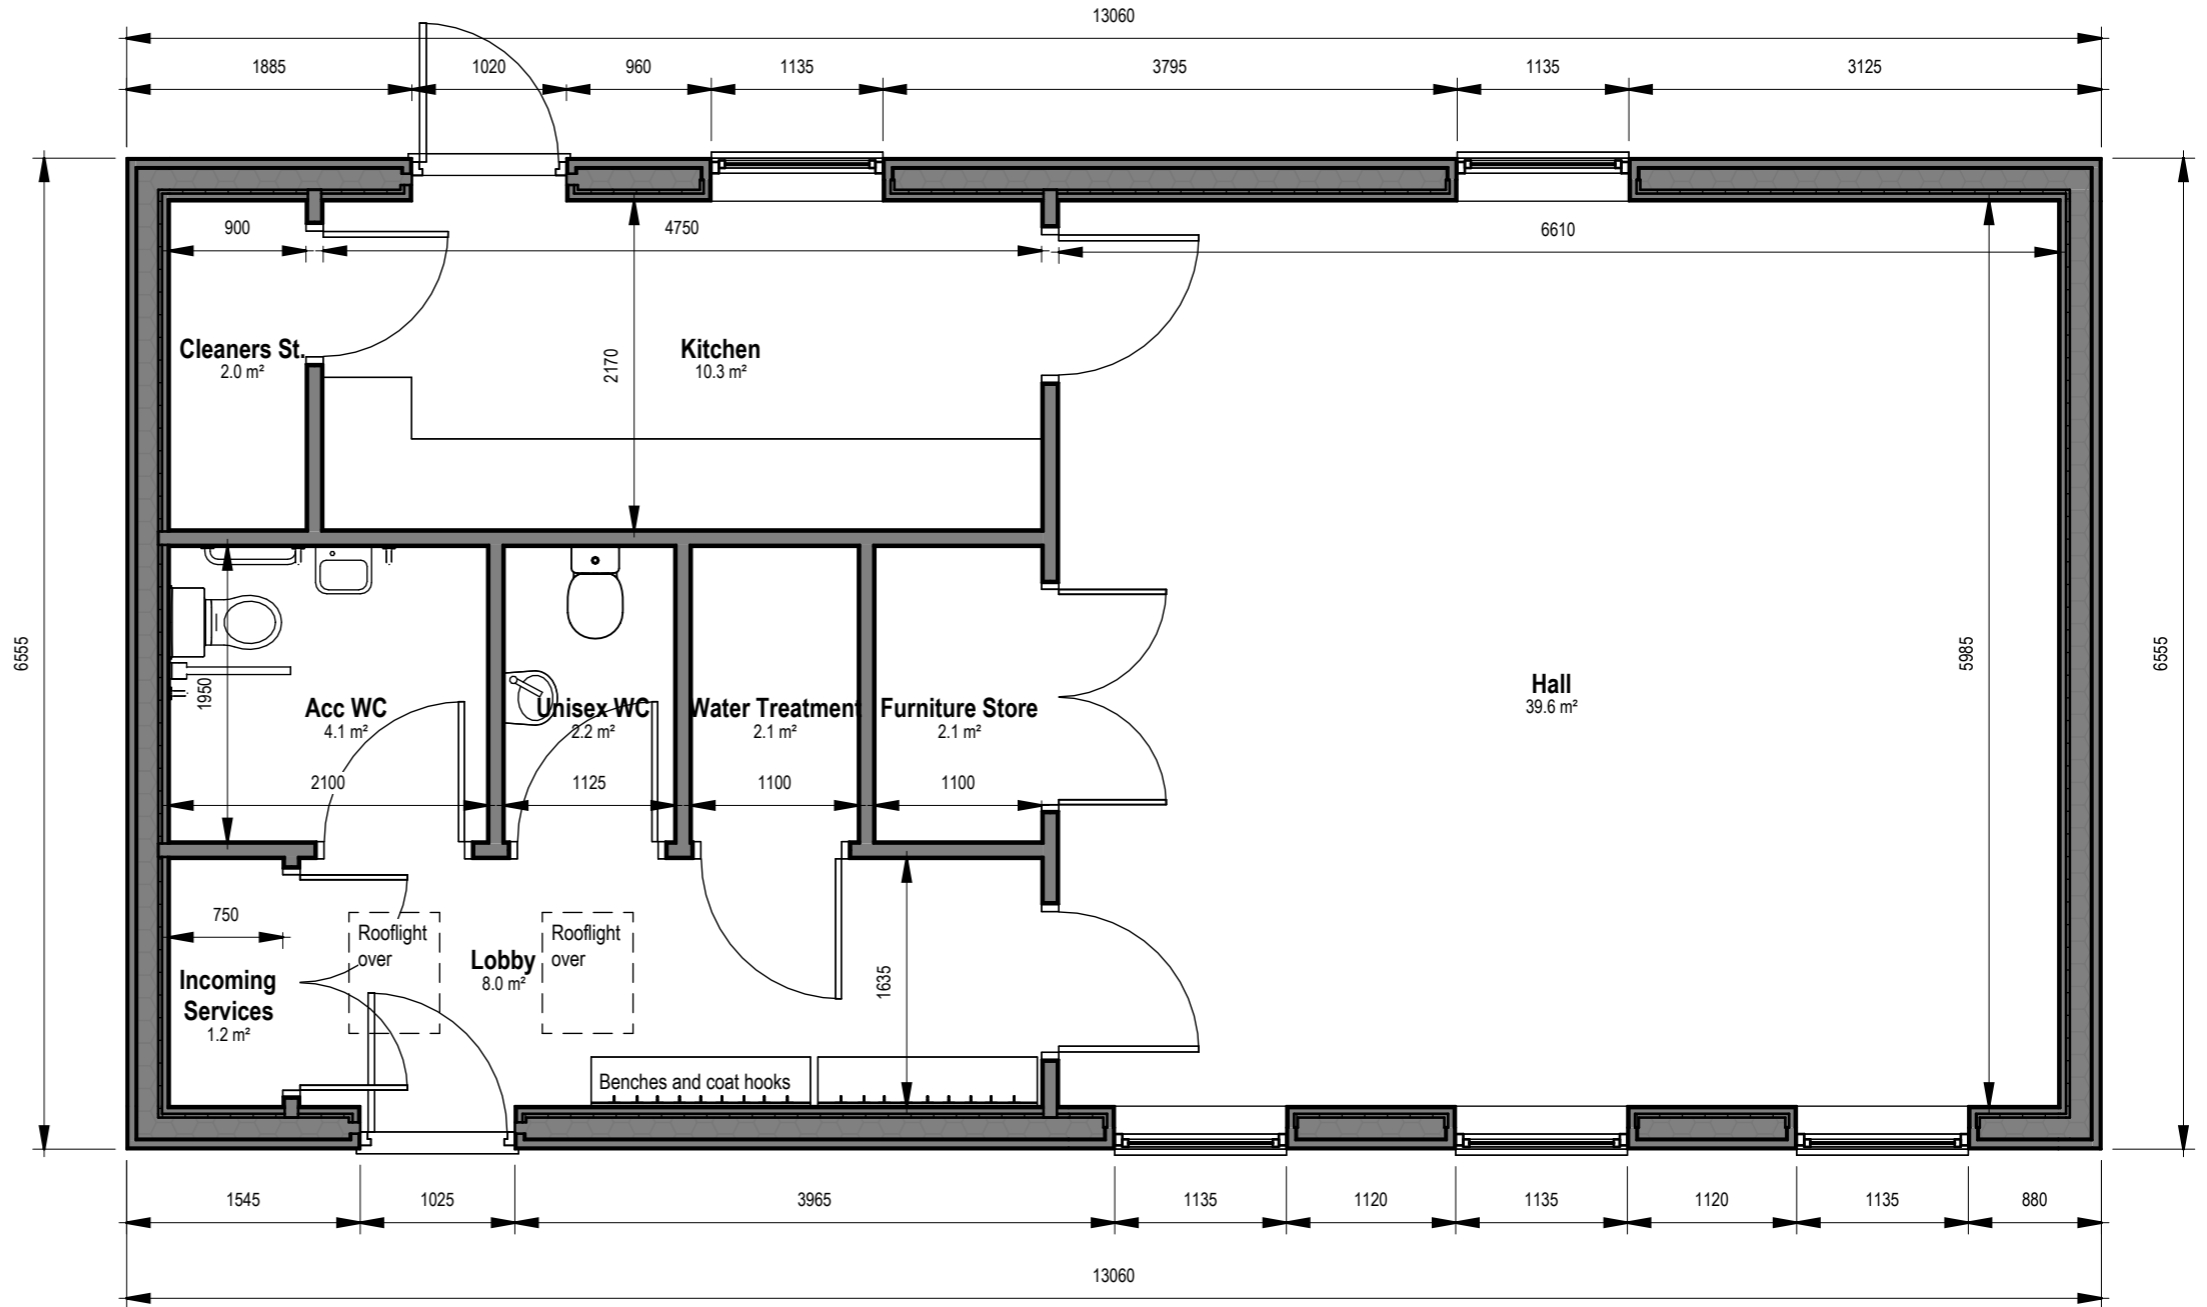 13060
1885
1020
960
1135
3795
1135
3125
900
4750
6610
Cleaners St.
2.0 m²
2170
Kitchen
10.3 m²
6555
1950
Acc WC
4.1 m²
Unisex WC
2.2 m²
Water Treatment
2.1 m²
Furniture Store
2.1 m²
Hall
39.6 m²
5985
6555
2100
1125
1100
1100
750
Rooflight
over
Rooflight
over
Lobby
8.0 m²
1635
Incoming
Services
1.2 m²
Benches and coat hooks
1545
1025
3965
1135
1120
1135
1120
1135
880
13060